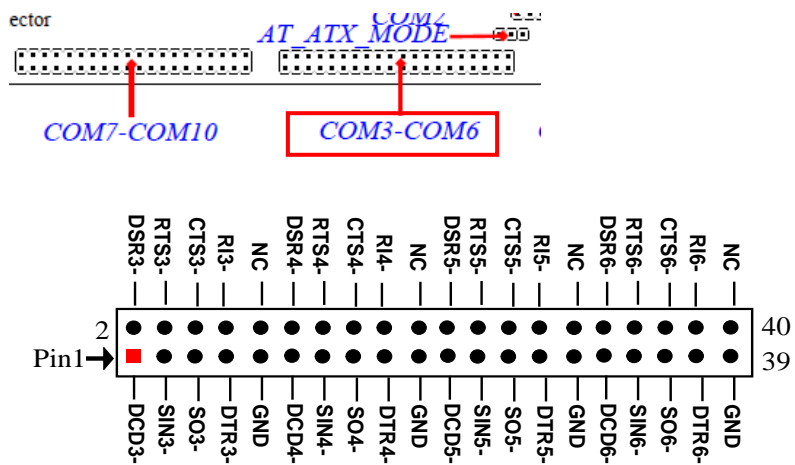 ector
COM2
AT_ATX_MODE
COM7-COM10
COM3-COM6
DSR3- RTS3- CTS3- RI3- NC DSR4- RTS4- CTS4- RI4- NC DSR5- RTS5- CTS5- RI5- NC DSR6- RTS6- CTS6- RI6- NC
2 40
Pin1 39
DCD3- SIN3- SO3- DTR3- GND DCD4- SIN4- SO4- DTR4- GND DCD5- SIN5- SO5- DTR5- GND DCD6- SIN6- SO6- DTR6- GND